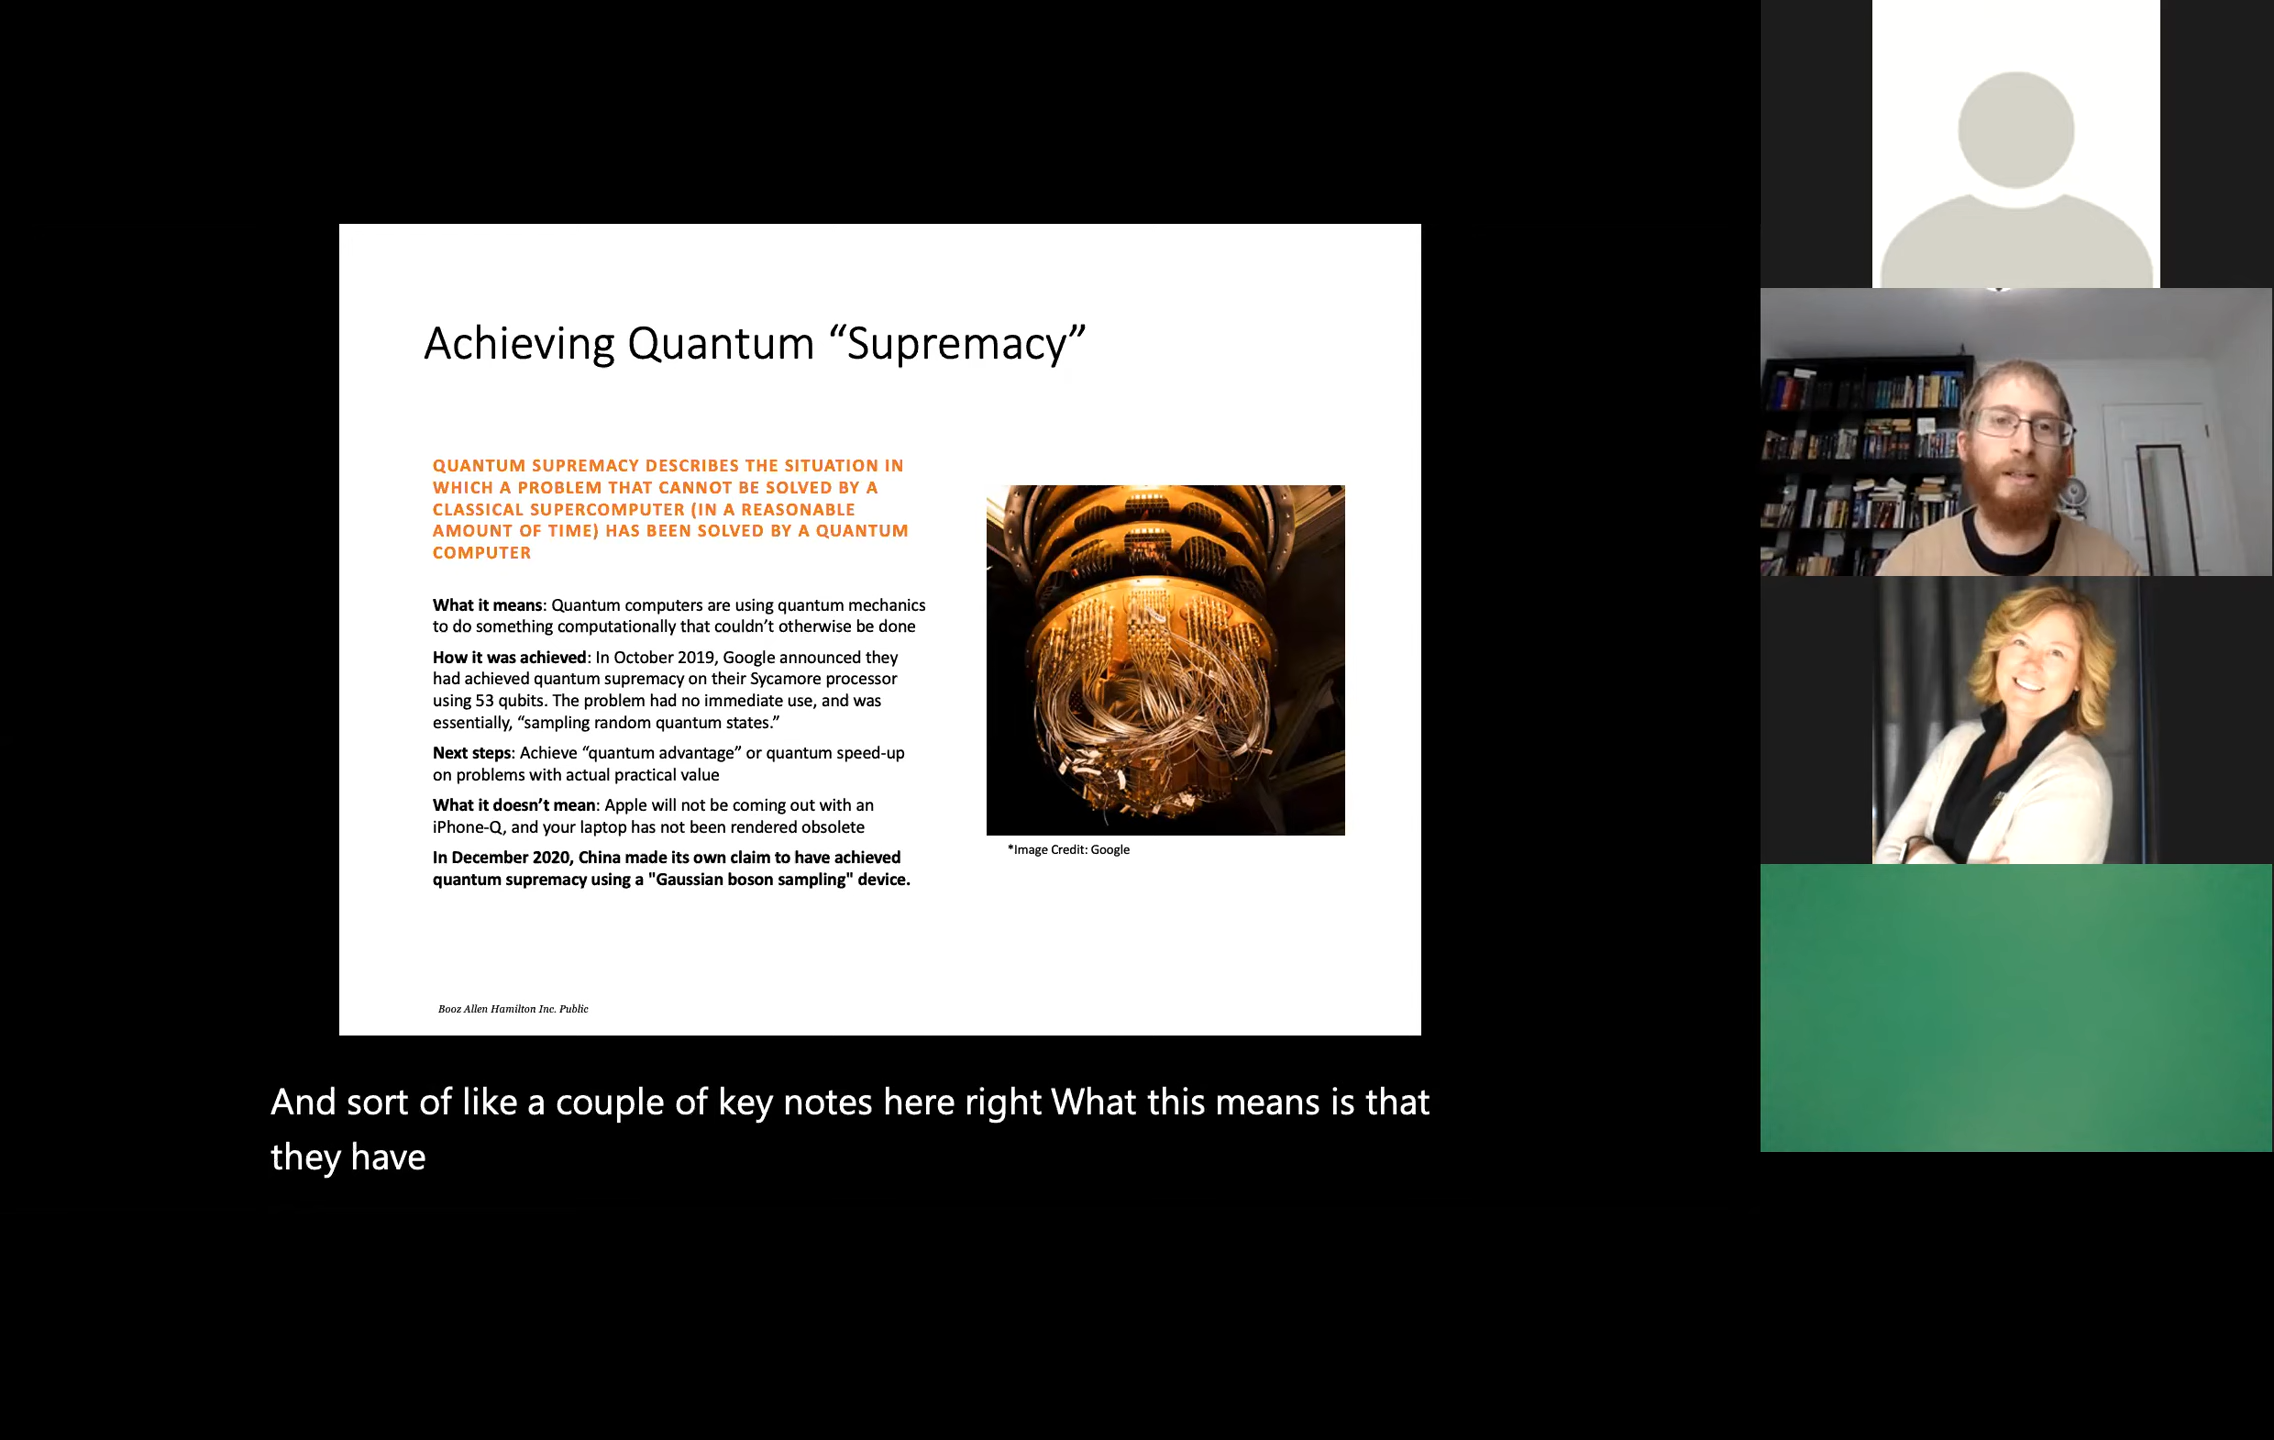 Achieving Quantum “Supremacy”
QUANTUM SUPREMACY DESCRIBES THE SITUATION IN
WHICH A PROBLEM THAT CANNOT BE SOLVED BY A
CLASSICAL SUPERCOMPUTER (IN A REASONABLE
AMOUNT OF TIME) HAS BEEN SOLVED BY A QUANTUM
COMPUTER
What it means: Quantum computers are using quantum mechanics
to do something computationally that couldn’t otherwise be done
How it was achieved: In October 2019, Google announced they
had achieved quantum supremacy on their Sycamore processor
using 53 qubits. The problem had no immediate use, and was
essentially, “sampling random quantum states.”
Next steps: Achieve “quantum advantage” or quantum speed-up
on problems with actual practical value
What it doesn’t mean: Apple will not be coming out with an
iPhone-Q, and your laptop has not been rendered obsolete
In December 2020, China made its own claim to have achieved
quantum supremacy using a "Gaussian boson sampling" device.
*Image Credit: Google
Booz Allen Hamilton Inc. Public
And sort of like a couple of key notes here right What this means is that
they have